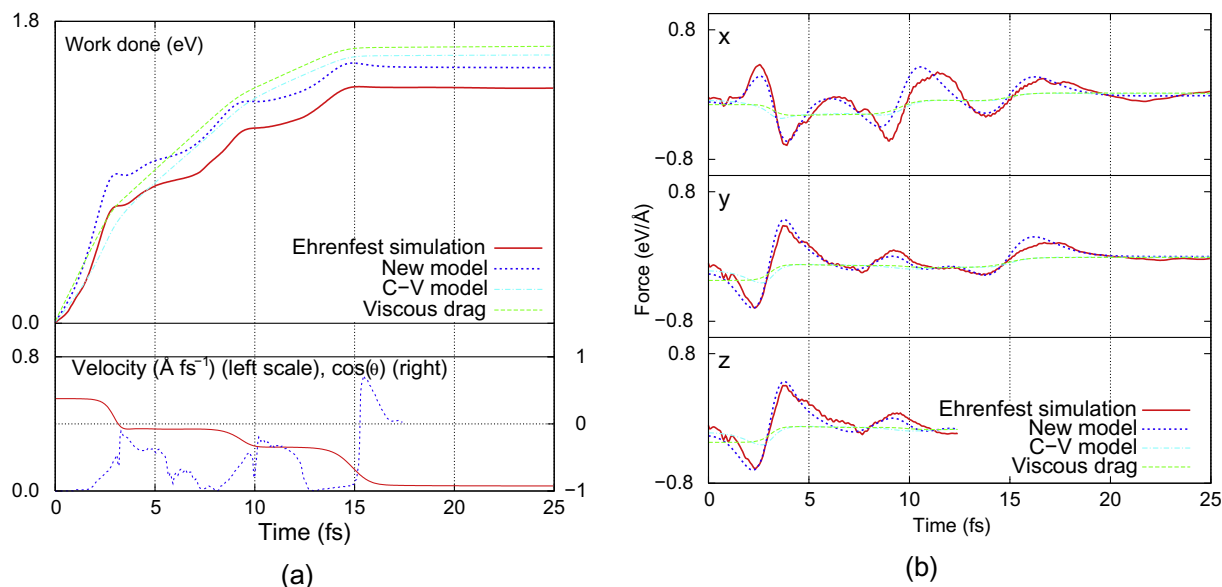 1.8
Work done (eV)
Ehrenfest simulation
New model
C−V model
Viscous drag
0.0
0.8
1
Velocity (Å fs⁻¹) (left scale), cos(θ) (right)
0
0.0
−1
0 5 10 15 20 25
Time (fs)
(a)
0.8
x
−0.8
0.8
y
Force (eV/Å)
−0.8
0.8
z
Ehrenfest simulation
New model
C−V model
Viscous drag
−0.8
0 5 10 15 20 25
Time (fs)
(b)